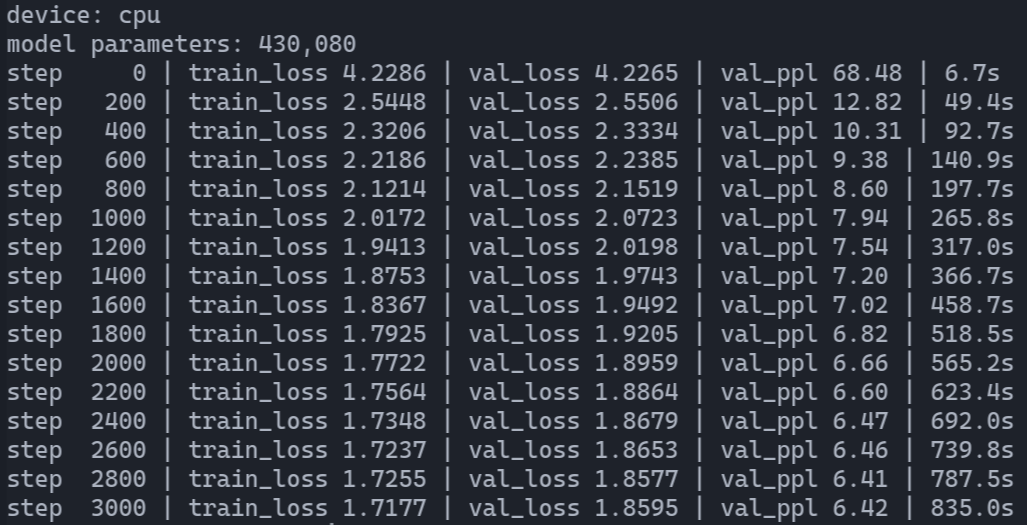 device: cpu
model parameters: 430,080
step     0 | train_loss 4.2286 | val_loss 4.2265 | val_ppl 68.48 | 6.7s
step   200 | train_loss 2.5448 | val_loss 2.5506 | val_ppl 12.82 | 49.4s
step   400 | train_loss 2.3206 | val_loss 2.3334 | val_ppl 10.31 | 92.7s
step   600 | train_loss 2.2186 | val_loss 2.2385 | val_ppl 9.38 | 140.9s
step   800 | train_loss 2.1214 | val_loss 2.1519 | val_ppl 8.60 | 197.7s
step  1000 | train_loss 2.0172 | val_loss 2.0723 | val_ppl 7.94 | 265.8s
step  1200 | train_loss 1.9413 | val_loss 2.0198 | val_ppl 7.54 | 317.0s
step  1400 | train_loss 1.8753 | val_loss 1.9743 | val_ppl 7.20 | 366.7s
step  1600 | train_loss 1.8367 | val_loss 1.9492 | val_ppl 7.02 | 458.7s
step  1800 | train_loss 1.7925 | val_loss 1.9205 | val_ppl 6.82 | 518.5s
step  2000 | train_loss 1.7722 | val_loss 1.8959 | val_ppl 6.66 | 565.2s
step  2200 | train_loss 1.7564 | val_loss 1.8864 | val_ppl 6.60 | 623.4s
step  2400 | train_loss 1.7348 | val_loss 1.8679 | val_ppl 6.47 | 692.0s
step  2600 | train_loss 1.7237 | val_loss 1.8653 | val_ppl 6.46 | 739.8s
step  2800 | train_loss 1.7255 | val_loss 1.8577 | val_ppl 6.41 | 787.5s
step  3000 | train_loss 1.7177 | val_loss 1.8595 | val_ppl 6.42 | 835.0s